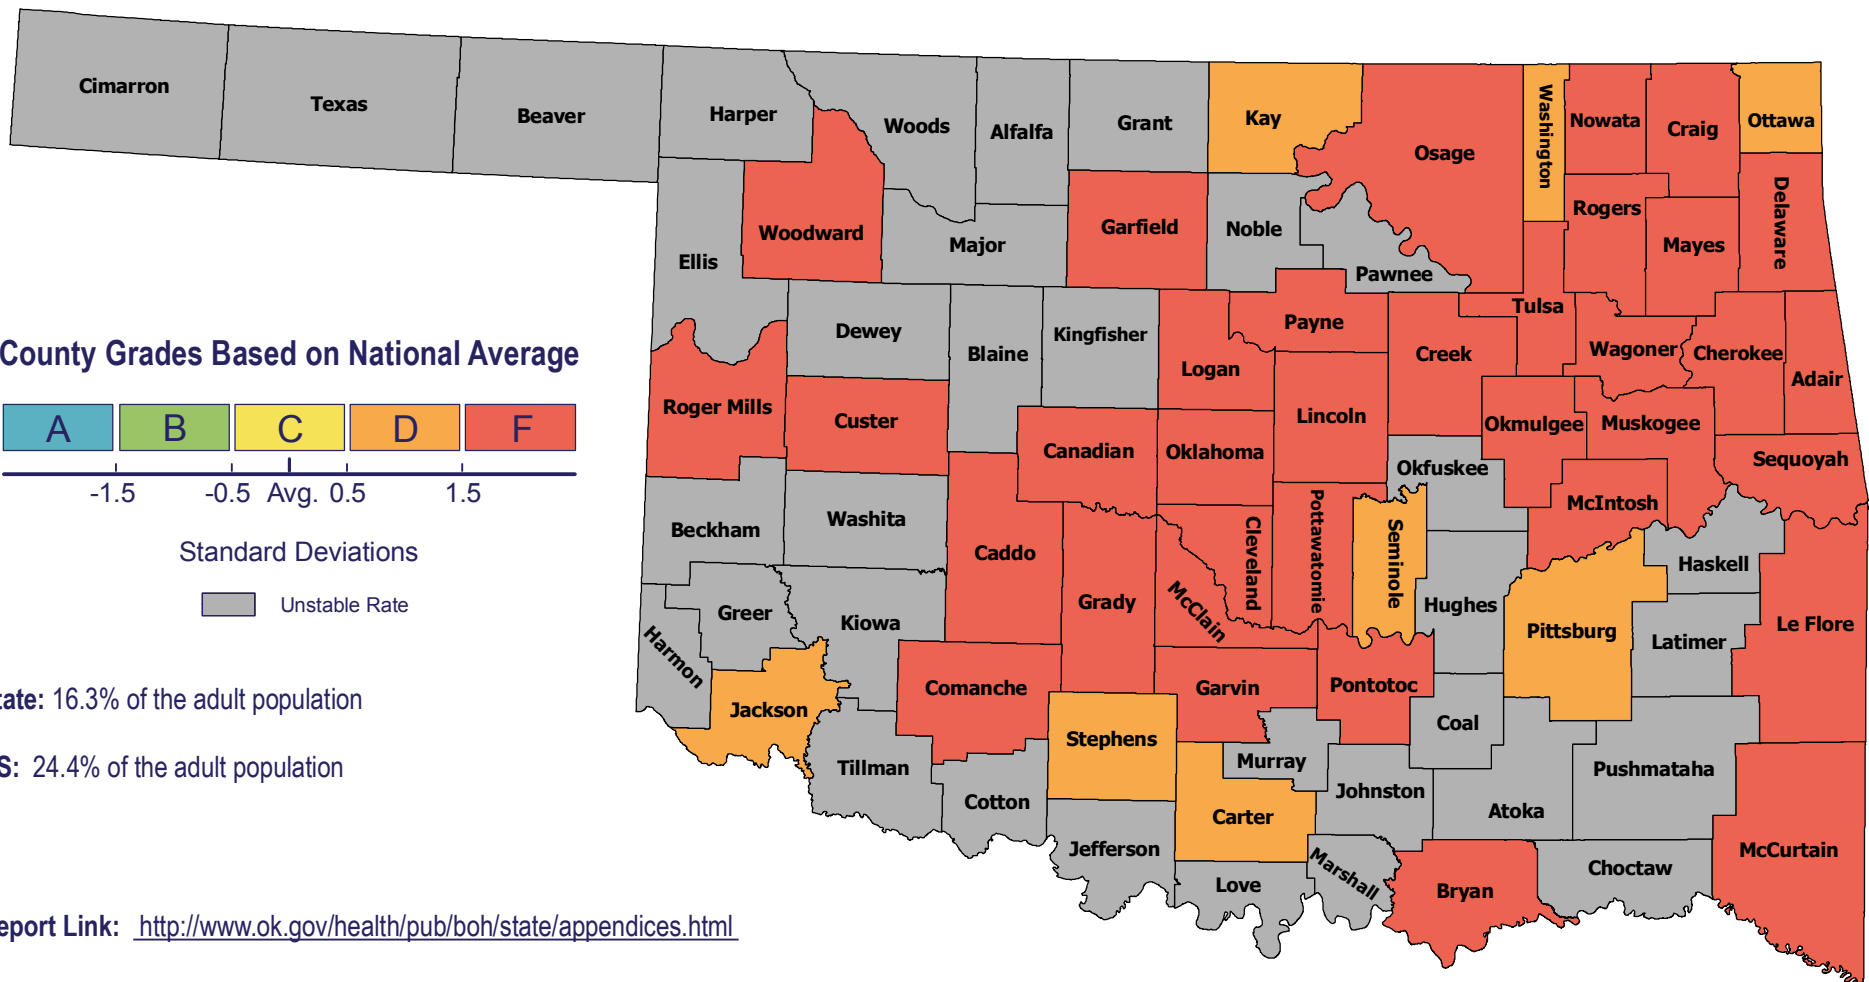 Cimarron
Texas
Beaver
Harper
Woods
Alfalfa
Grant
Kay
Osage
Washington
Nowata
Craig
Ottawa
Ellis
Woodward
Major
Garfield
Noble
Pawnee
Rogers
Mayes
Delaware
Dewey
Blaine
Kingfisher
Logan
Payne
Creek
Tulsa
Wagoner
Cherokee
Adair
County Grades Based on National Average
A B C D F
-1.5 -0.5 Avg. 0.5 1.5
Standard Deviations
Unstable Rate
Roger Mills
Custer
Canadian
Oklahoma
Lincoln
Okmulgee
Muskogee
Okfuskee
Sequoyah
McIntosh
Beckham
Washita
Caddo
Grady
McClain
Cleveland
Pottawatomie
Seminole
Hughes
Pittsburg
Haskell
Latimer
Le Flore
Harmon
Greer
Kiowa
Jackson
Comanche
Stephens
Garvin
Pontotoc
Coal
Murray
Johnston
Atoka
Pushmataha
McCurtain
Tillman
Cotton
Jefferson
Carter
Love
Marshall
Bryan
Choctaw
tate: 16.3% of the adult population
S: 24.4% of the adult population
eport Link: http://www.ok.gov/health/pub/boh/state/appendices.html